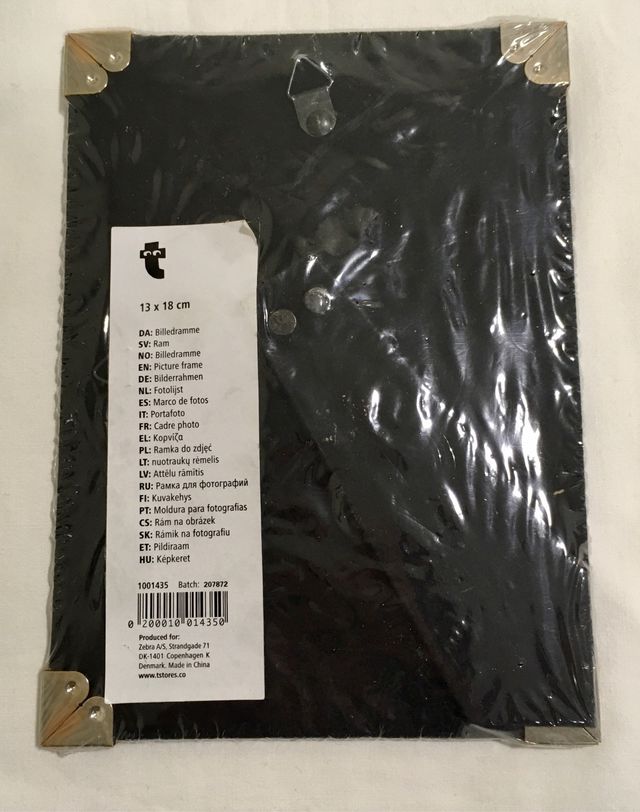 t
13 x 18 cm
DA: Billedramme
SV: Ram
NO: Billedramme
EN: Picture frame
DE: Bilderrahmen
NL: Fotolijst
ES: Marco de fotos
IT: Portafoto
FR: Cadre photo
EL: Κορνίζα
PL: Ramka do zdjęć
LT: nuotraukų rėmelis
LV: Attēlu rāmītis
RU: Рамка для фотографий
FI: Kuvakehys
PT: Moldura para fotografias
CS: Rám na obrázek
SK: Rámik na fotografiu
ET: Pildiraam
HU: Képkeret
1001435 Batch: 207872
0 200010 014350
Produced for:
Zebra A/S, Strandgade 71
DK-1401 Copenhagen K
Denmark. Made in China
www.tstores.co